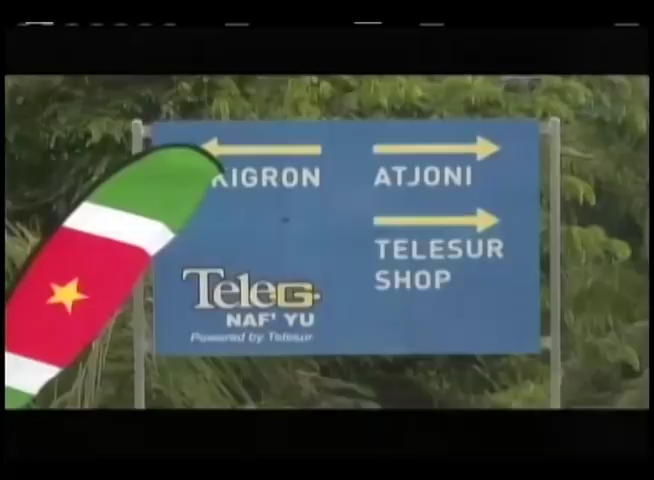 KIGRON
ATJONI
TELESUR
SHOP
TeleG
NAF' YU
Powered by Telesur